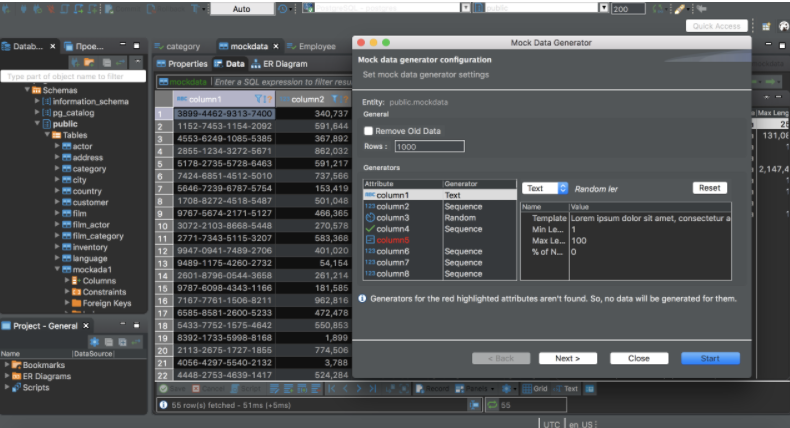 Auto
200
Quick Access
Datab... ×
Прое...
category
mockdata ×
Employee
Properties
Data
ER Diagram
Type part of object name to filter
mockdata
Enter a SQL expression to filter resu
Schemas
information_schema
pg_catalog
public
Tables
actor
address
category
city
country
customer
film
film_actor
film_category
inventory
language
mockada1
Columns
Constraints
Foreign Keys
column1
column2
1 3899-4462-9313-7400 340,737
2 1152-7453-1154-2092 591,644
3 4553-6249-1085-5385 367,892
4 2855-1234-3272-5671 862,032
5 5178-2735-5728-6463 591,217
6 7424-6851-4512-5010 737,566
7 5646-7239-6787-5754 153,419
8 1708-8272-4518-5487 501,048
9 9767-5674-2171-5127 466,365
10 3072-2103-8668-5448 270,578
11 2771-7343-5115-3207 583,368
12 9947-0941-7489-2706 401,020
13 9489-1175-4260-2732 54,154
14 2601-8796-0544-3658 261,214
15 9787-6098-4343-1166 181,585
16 7167-7761-1506-8211 962,816
17 6585-8581-2600-5233 472,478
18 5433-7752-1575-4642 550,853
19 8392-1733-5998-8168 1,899
20 2113-2675-1727-1855 774,506
21 4056-4297-5540-2132 3,788
22 4448-2753-4639-1417 524,284
Mock Data Generator
Mock data generator configuration
Set mock data generator settings
Entity: public.mockdata
General
Remove Old Data
Rows : 1000
Generators
Attribute Generator
column1 Text
column2 Sequence
column3 Random
column4 Sequence
column5
column6 Sequence
column7 Sequence
column8 Sequence
Text
Random ler
Reset
Name Value
Template Lorem ipsum dolor sit amet, consectetur a
Min Le... 1
Max Le... 100
% of N... 0
Generators for the red highlighted attributes aren't found. So, no data will be generated for them.
< Back
Next >
Close
Start
Max Leng
131,08
2,147,4
Project - General ×
Name
DataSource
Bookmarks
ER Diagrams
Scripts
Save
Cancel
Script
Record
Panels
Grid
Text
55 row(s) fetched - 51ms (+5ms)
55
UTC
en_US